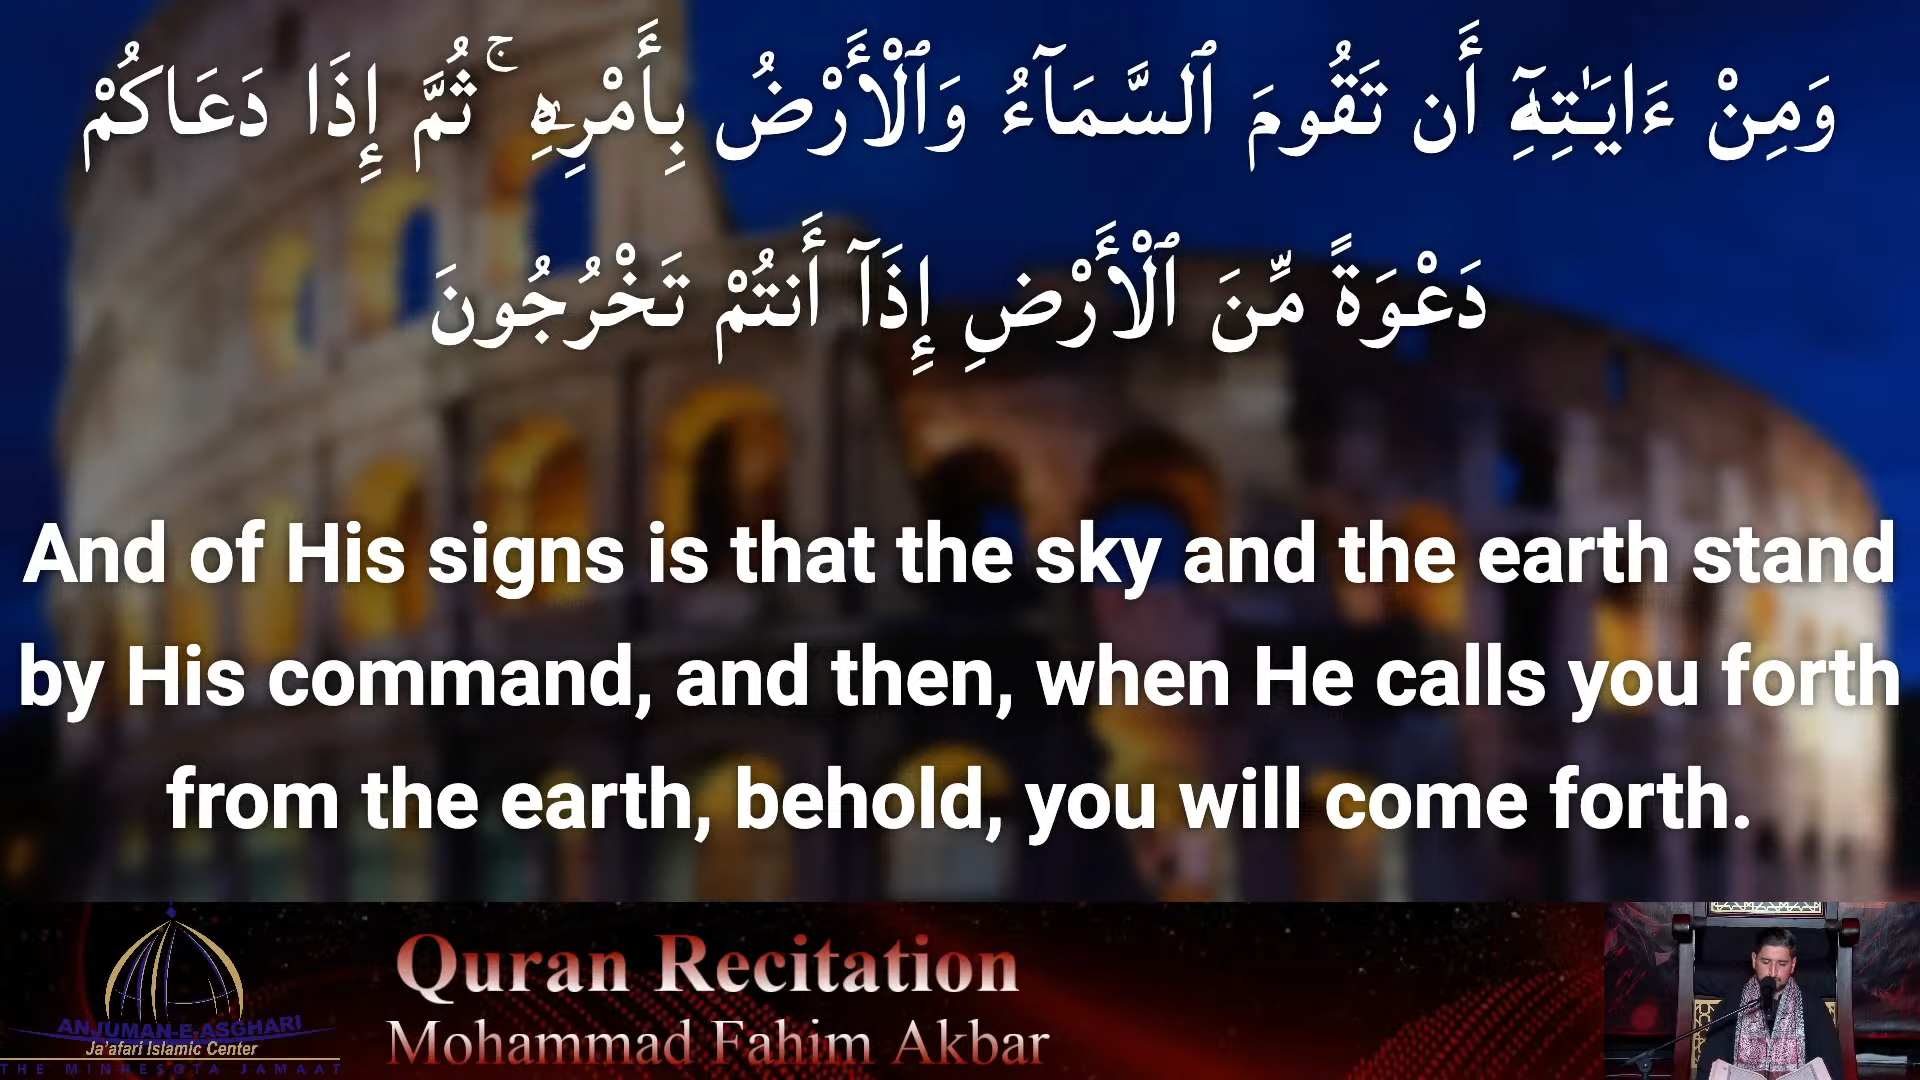 وَمِنْ ءَايَـٰتِهِۦٓ أَن تَقُومَ ٱلسَّمَآءُ وَٱلْأَرْضُ بِأَمْرِهِۦ ۚ ثُمَّ إِذَا دَعَاكُمْ
دَعْوَةً مِّنَ ٱلْأَرْضِ إِذَآ أَنتُمْ تَخْرُجُونَ
And of His signs is that the sky and the earth stand
by His command, and then, when He calls you forth
from the earth, behold, you will come forth.
Quran Recitation
Mohammad Fahim Akbar
ANJUMAN-E-ASGHARI
Ja'afari Islamic Center
THE MINNESOTA JAMAAT